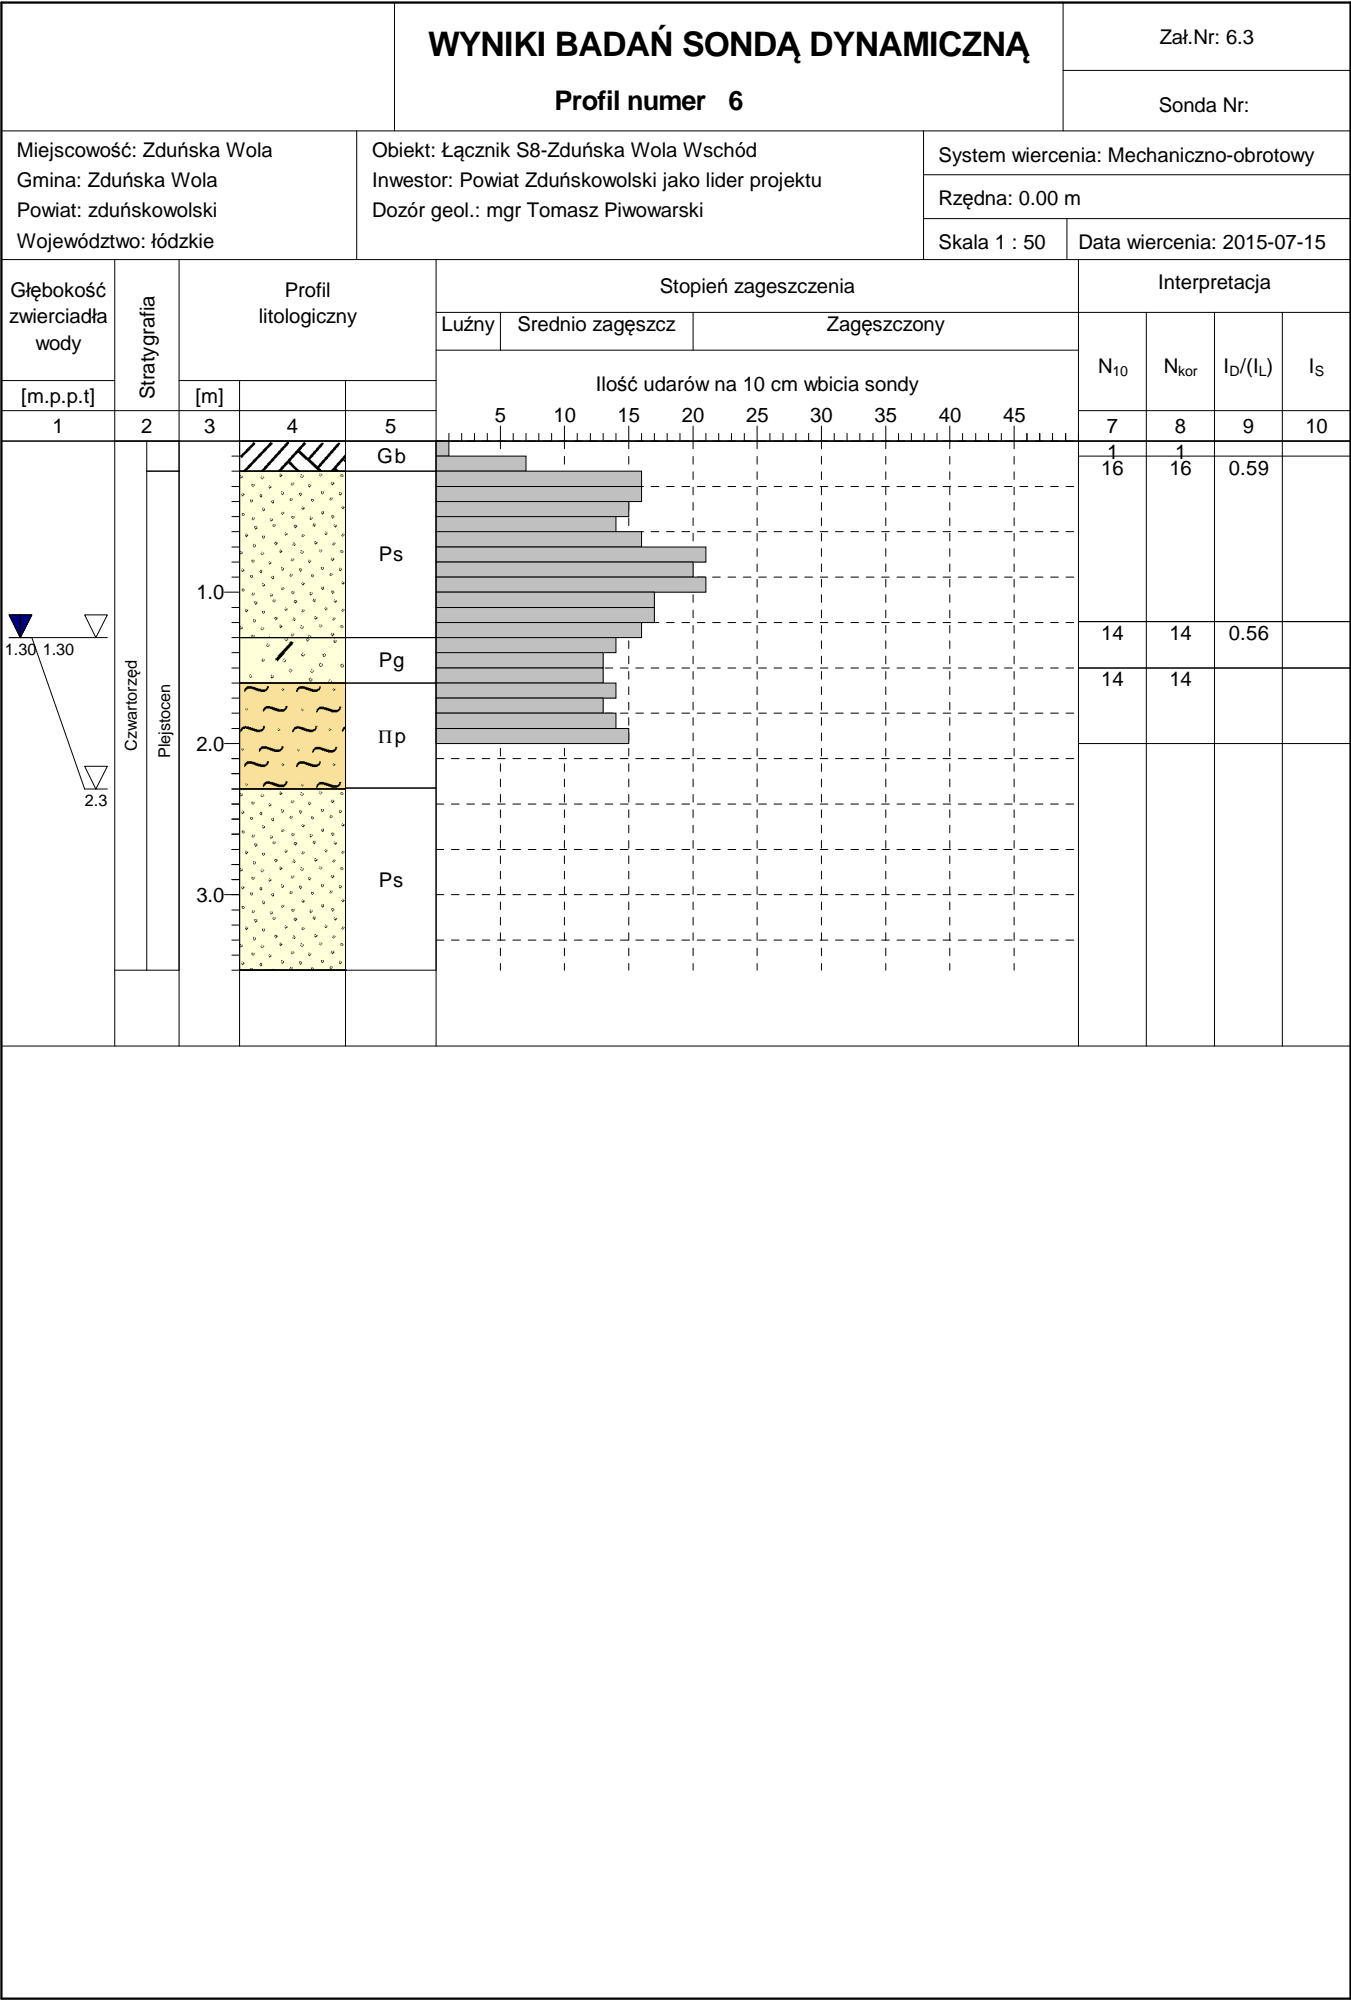 WYNIKI BADAŃ SONDĄ DYNAMICZNĄ
Profil numer 6
Zał.Nr: 6.3
Sonda Nr:
Miejscowość: Zduńska Wola
Gmina: Zduńska Wola
Powiat: zduńskowolski
Województwo: łódzkie
Obiekt: Łącznik S8-Zduńska Wola Wschód
Inwestor: Powiat Zduńskowolski jako lider projektu
Dozór geol.: mgr Tomasz Piwowarski
System wiercenia: Mechaniczno-obrotowy
Rzędna: 0.00 m
Skala 1 : 50
Data wiercenia: 2015-07-15
Głębokość
zwierciadła
wody
[m.p.p.t]
Stratygrafia
Profil
litologiczny
[m]
Stopień zageszczenia
Luźny
Srednio zagęszcz
Zagęszczony
Ilość udarów na 10 cm wbicia sondy
5 10 15 20 25 30 35 40 45
Interpretacja
N10
Nkor
ID/(IL)
IS
1 2 3 4 5 7 8 9 10
Gb
1 1
16 16 0.59
Ps
1.0
1.30 1.30
14 14 0.56
Pg
14 14
Czwartorzęd
Plejstocen
Πp
2.0
2.3
Ps
3.0